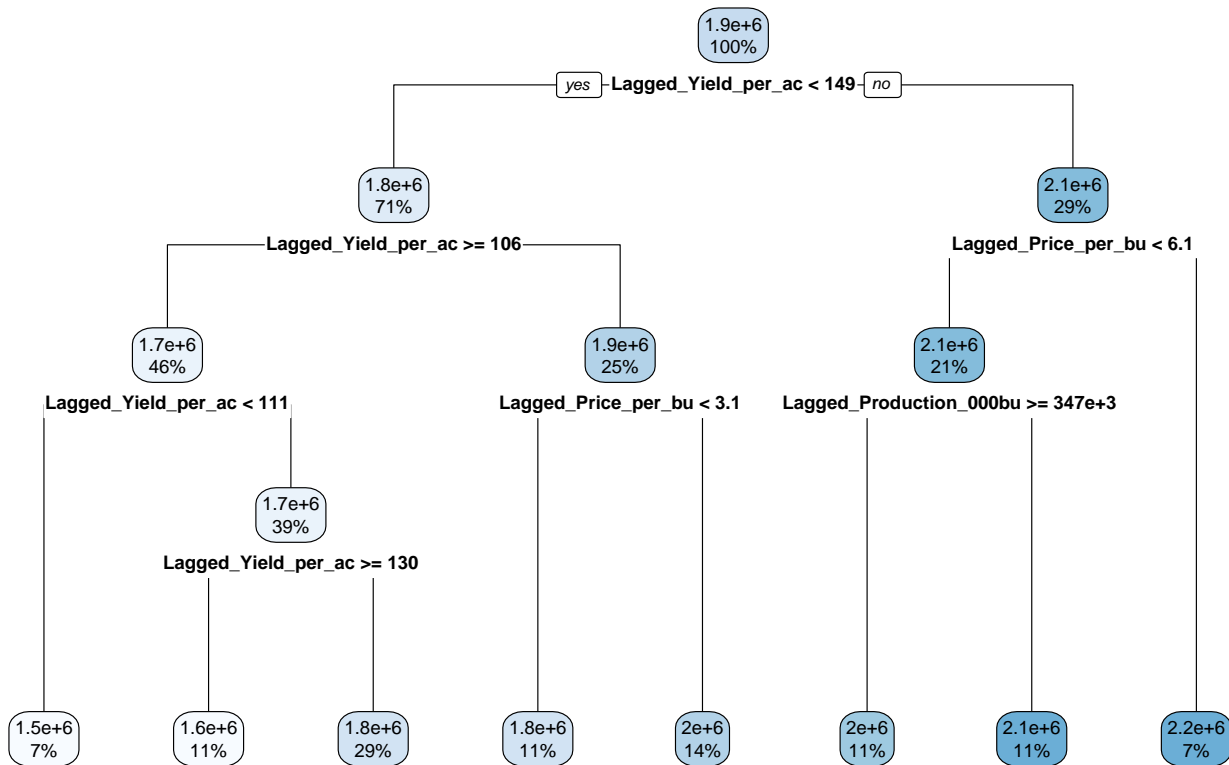 1.9e+6
100%
yes Lagged_Yield_per_ac < 149 no
1.8e+6
71%
2.1e+6
29%
Lagged_Yield_per_ac >= 106
Lagged_Price_per_bu < 6.1
1.7e+6
46%
1.9e+6
25%
2.1e+6
21%
Lagged_Yield_per_ac < 111
Lagged_Price_per_bu < 3.1
Lagged_Production_000bu >= 347e+3
1.7e+6
39%
Lagged_Yield_per_ac >= 130
1.5e+6
7%
1.6e+6
11%
1.8e+6
29%
1.8e+6
11%
2e+6
14%
2e+6
11%
2.1e+6
11%
2.2e+6
7%